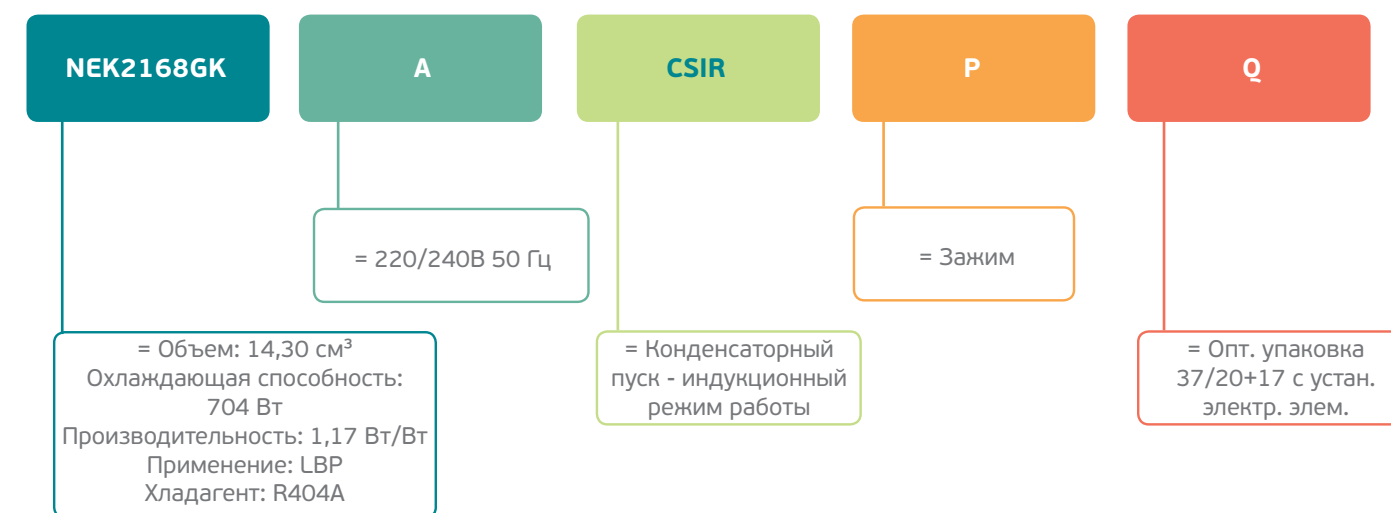 NEK2168GK
A
CSIR
P
Q
= 220/240В 50 Гц
= Зажим
= Объем: 14,30 см³
Охлаждающая способность:
704 Вт
Производительность: 1,17 Вт/Вт
Применение: LBP
Хладагент: R404A
= Конденсаторный
пуск - индукционный
режим работы
= Опт. упаковка
37/20+17 с устан.
электр. элем.